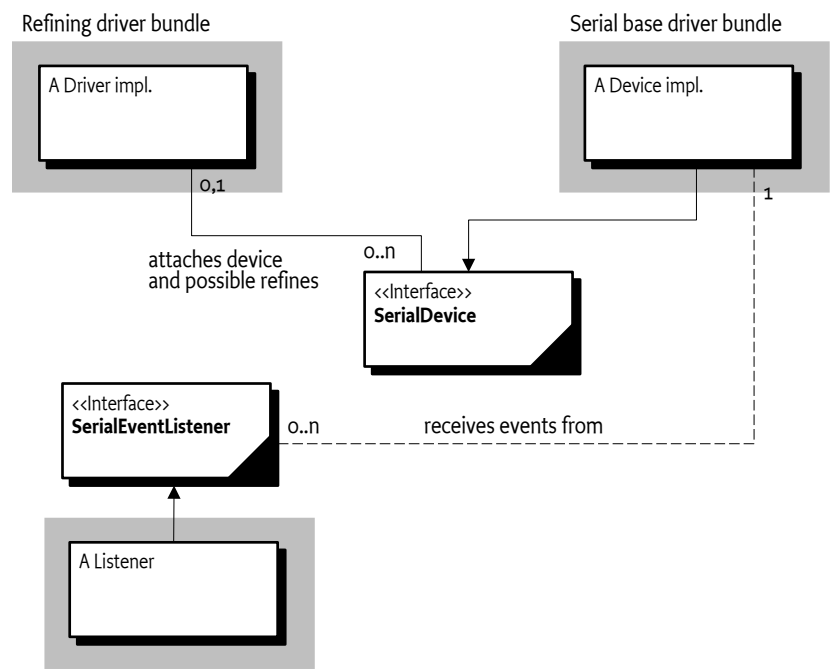 Refining driver bundle
Serial base driver bundle
A Driver impl.
A Device impl.
0,1
1
attaches device
and possible refines
0..n
<<Interface>>
SerialDevice
<<Interface>>
SerialEventListener
0..n
receives events from
A Listener